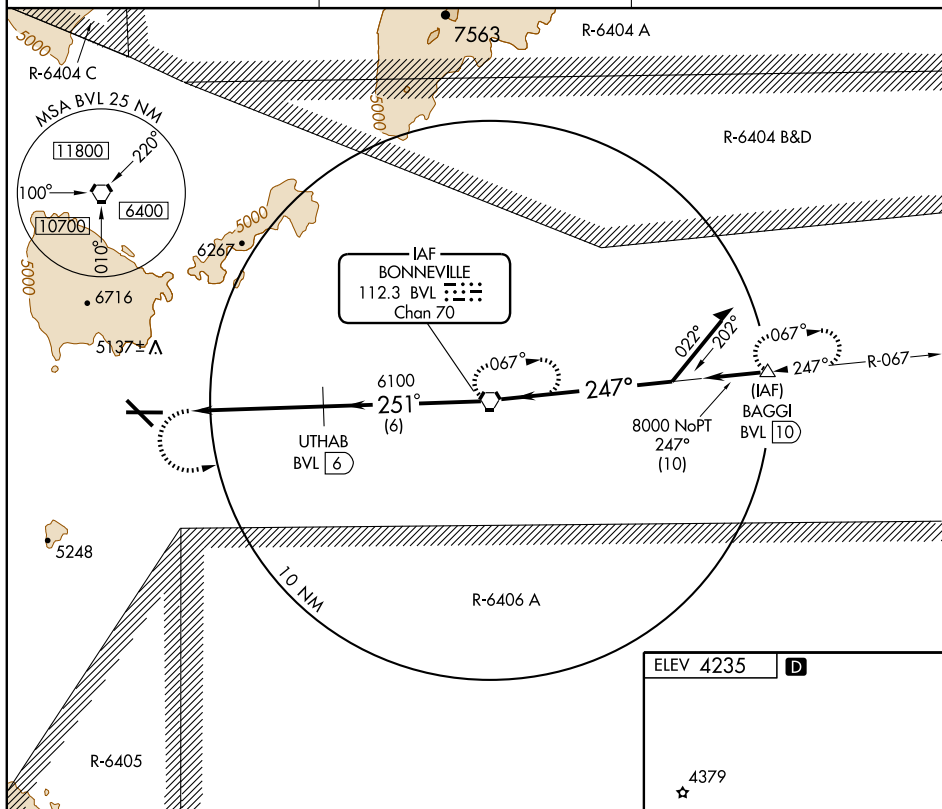 5000
7563
R-6404 A
R-6404 C
5000
MSA BVL 25 NM
11800
220°
R-6404 B&D
100°
6400
10700
010°
5000
5000
6267
6716
5137±
IAF
BONNEVILLE
112.3 BVL
Chan 70
067°
022°
202°
067°
247°
R-067
6100
251°
(6)
247°
(IAF)
BAGGI
BVL 10
8000 NoPT
247°
(10)
UTHAB
BVL 6
5248
10 NM
R-6406 A
R-6405
ELEV 4235
D
4379